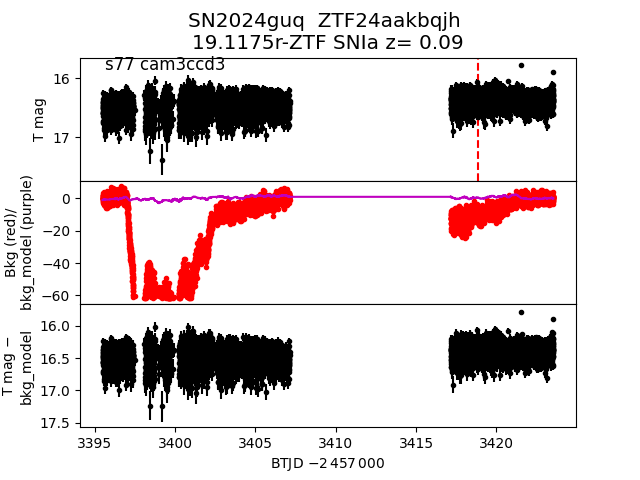 SN2024guq ZTF24aakbqjh
19.1175r-ZTF SNIa z= 0.09
s77 cam3ccd3
T mag
16
17
Bkg (red)/
bkg_model (purple)
0
−20
−40
−60
T mag −
bkg_model
16.0
16.5
17.0
17.5
3395 3400 3405 3410 3415 3420
BTJD −2 457 000